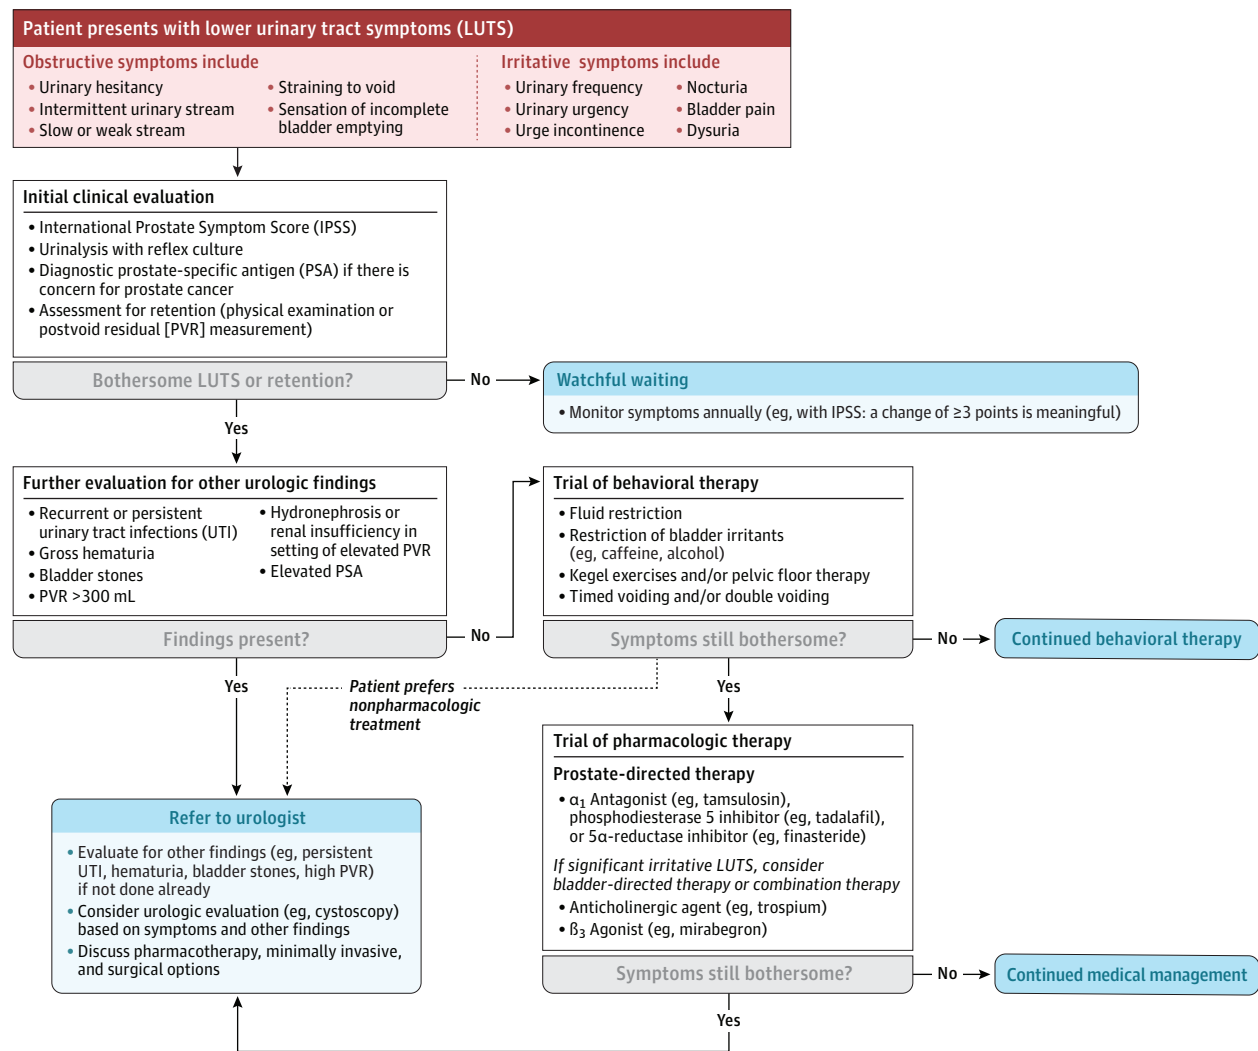 Patient presents with lower urinary tract symptoms (LUTS)
Obstructive symptoms include
• Urinary hesitancy
• Intermittent urinary stream
• Slow or weak stream
• Straining to void
• Sensation of incomplete
bladder emptying
Irritative symptoms include
• Urinary frequency
• Urinary urgency
• Urge incontinence
• Nocturia
• Bladder pain
• Dysuria
Initial clinical evaluation
• International Prostate Symptom Score (IPSS)
• Urinalysis with reflex culture
• Diagnostic prostate-specific antigen (PSA) if there is
concern for prostate cancer
• Assessment for retention (physical examination or
postvoid residual [PVR] measurement)
Bothersome LUTS or retention?
No
Watchful waiting
• Monitor symptoms annually (eg, with IPSS: a change of ≥3 points is meaningful)
Yes
Further evaluation for other urologic findings
• Recurrent or persistent
urinary tract infections (UTI)
• Gross hematuria
• Bladder stones
• PVR >300 mL
• Hydronephrosis or
renal insufficiency in
setting of elevated PVR
• Elevated PSA
Findings present?
No
Trial of behavioral therapy
• Fluid restriction
• Restriction of bladder irritants
(eg, caffeine, alcohol)
• Kegel exercises and/or pelvic floor therapy
• Timed voiding and/or double voiding
Symptoms still bothersome?
No
Continued behavioral therapy
Yes
Patient prefers
nonpharmacologic
treatment
Yes
Trial of pharmacologic therapy
Prostate-directed therapy
• α1 Antagonist (eg, tamsulosin),
phosphodiesterase 5 inhibitor (eg, tadalafil),
or 5α-reductase inhibitor (eg, finasteride)
If significant irritative LUTS, consider
bladder-directed therapy or combination therapy
• Anticholinergic agent (eg, trospium)
• ß3 Agonist (eg, mirabegron)
Symptoms still bothersome?
No
Continued medical management
Yes
Refer to urologist
• Evaluate for other findings (eg, persistent
UTI, hematuria, bladder stones, high PVR)
if not done already
• Consider urologic evaluation (eg, cystoscopy)
based on symptoms and other findings
• Discuss pharmacotherapy, minimally invasive,
and surgical options